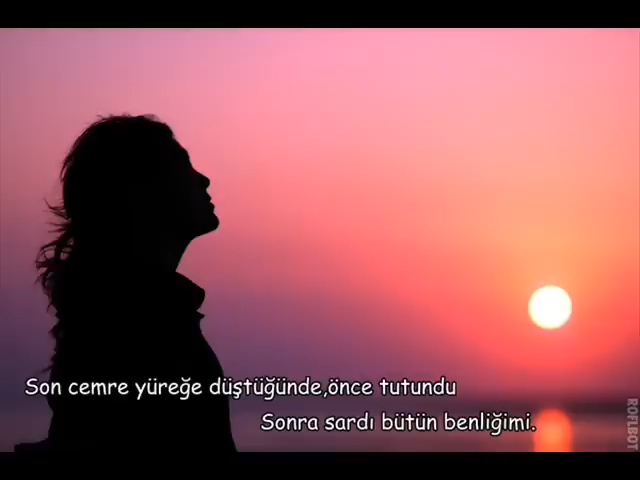 Son cemre yüreğe düştüğünde,önce tutundu
Sonra sardı bütün benliğimi.
ROFLBOT